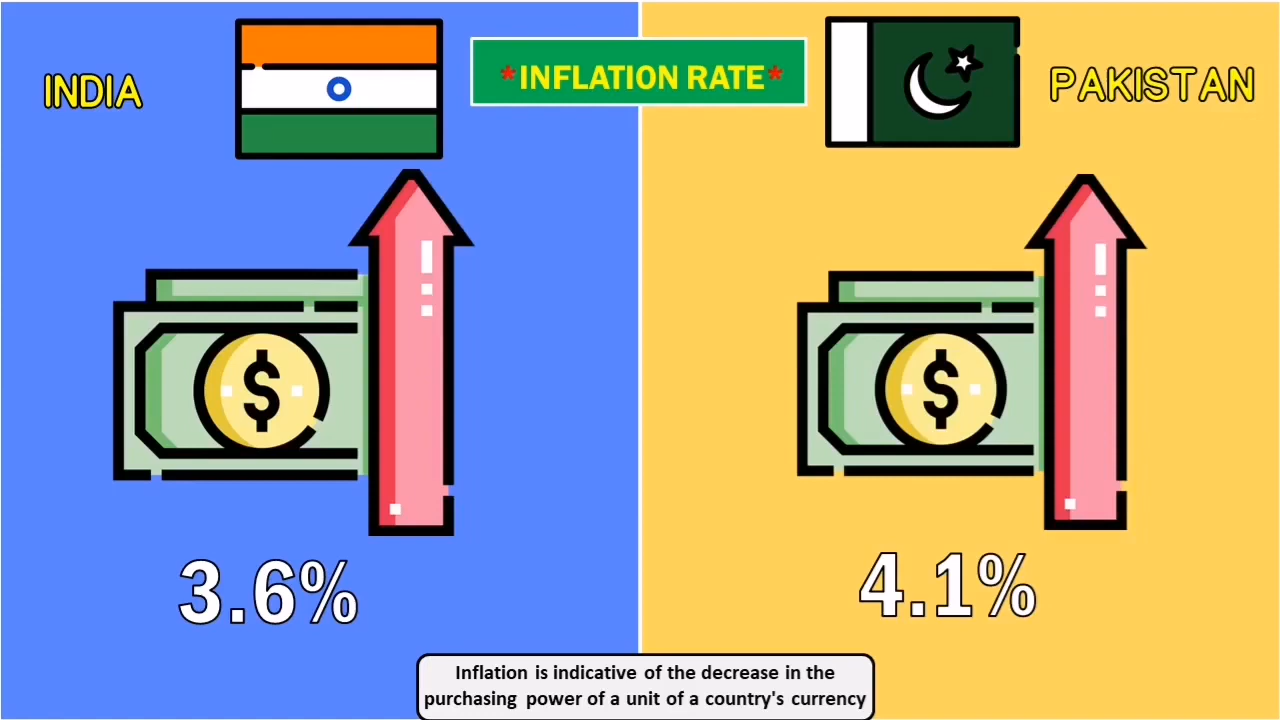 INDIA
*INFLATION RATE*
PAKISTAN
$
$
3.6%
4.1%
Inflation is indicative of the decrease in the
purchasing power of a unit of a country's currency